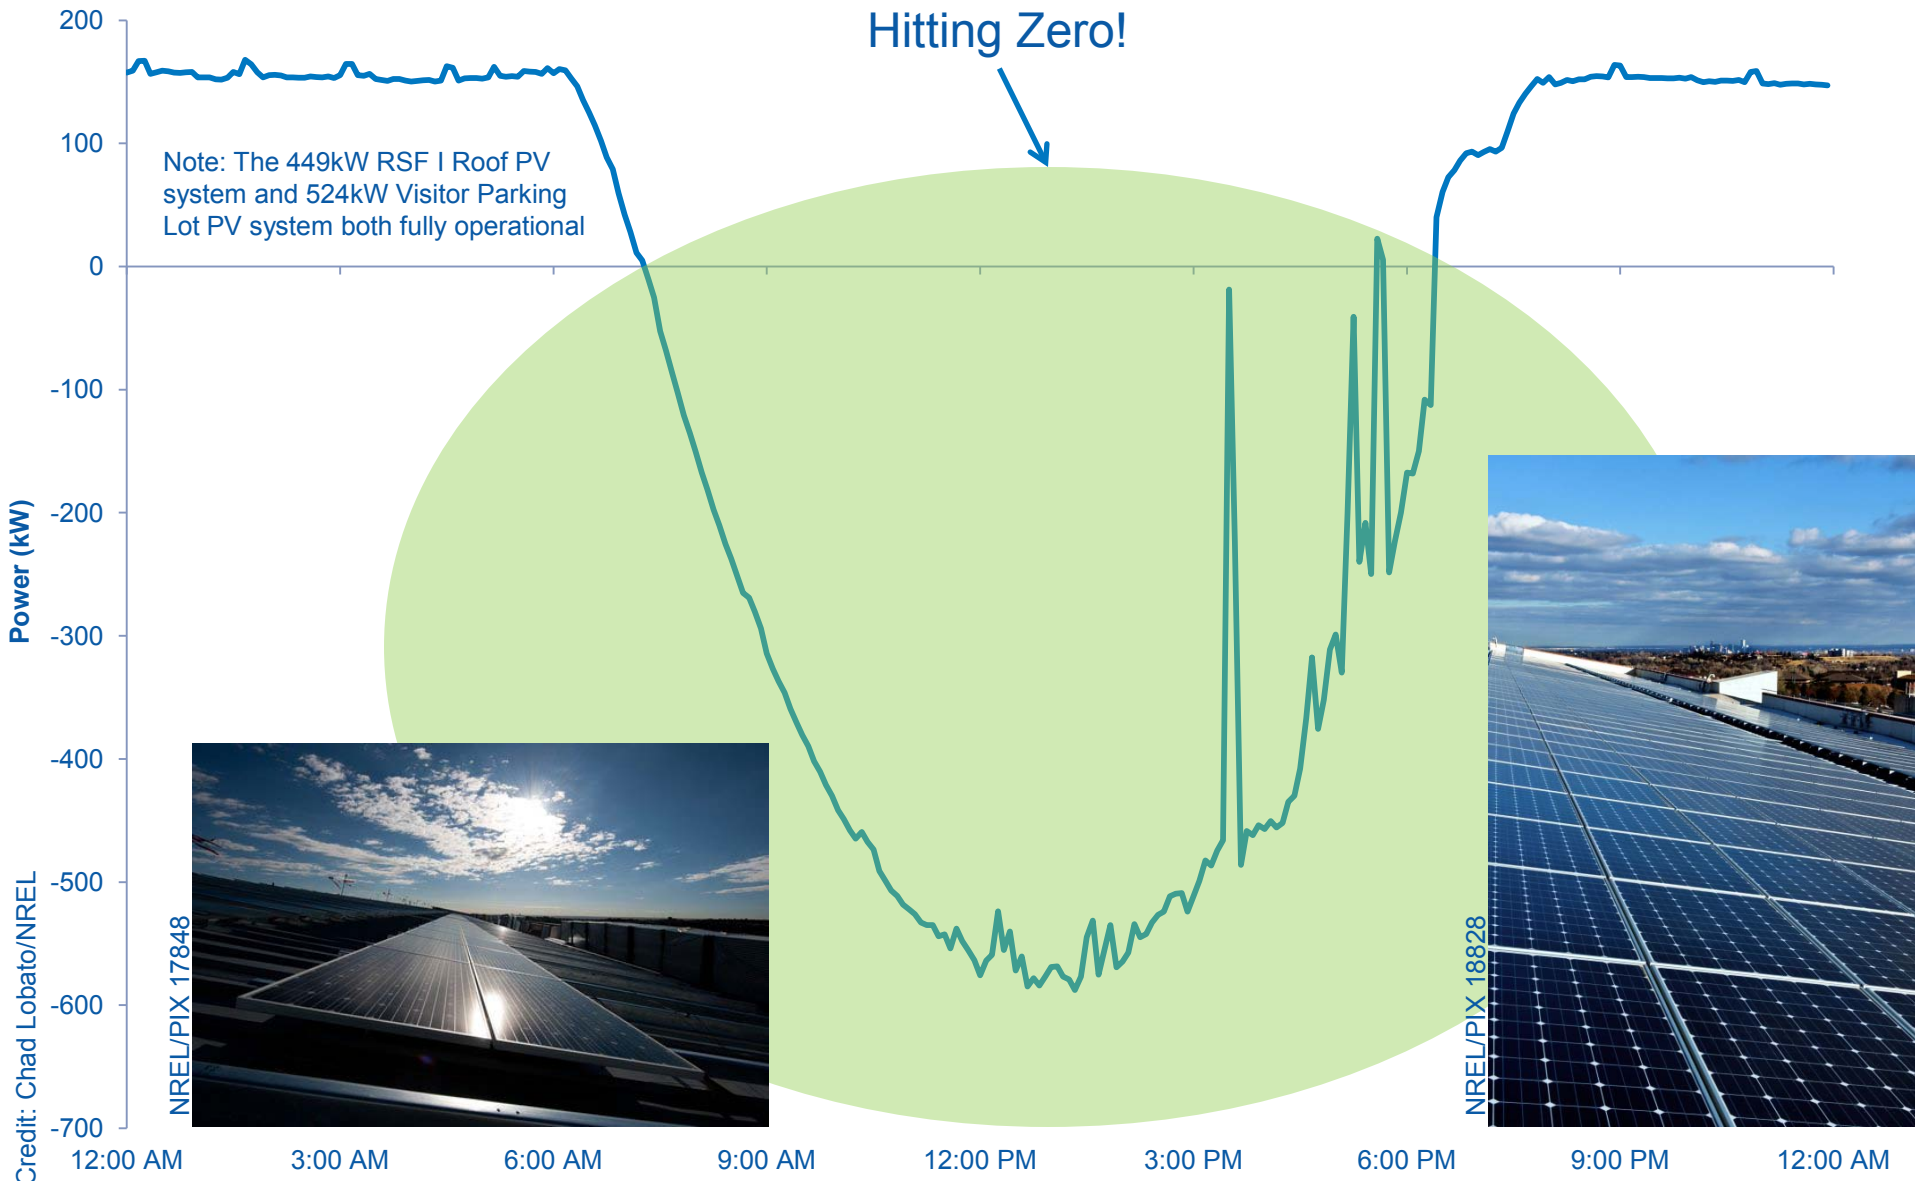 Hitting Zero!
200
100
0
-100
-200
-300
-400
-500
-600
-700
Power (kW)
Note: The 449kW RSF I Roof PV
system and 524kW Visitor Parking
Lot PV system both fully operational
Credit: Chad Lobato/NREL
NREL/PIX 17848
NREL/PIX 18828
12:00 AM
3:00 AM
6:00 AM
9:00 AM
12:00 PM
3:00 PM
6:00 PM
9:00 PM
12:00 AM